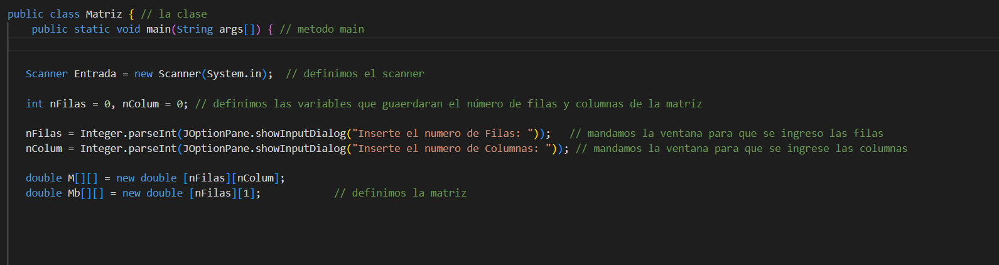 public class Matriz { // la clase
public static void main(String args[]) { // metodo main
Scanner Entrada = new Scanner(System.in);  // definimos el scanner
int nFilas = 0, nColum = 0; // definimos las variables que guaerdaran el número de filas y columnas de la matriz
nFilas = Integer.parseInt(JOptionPane.showInputDialog("Inserte el numero de Filas: "));   // mandamos la ventana para que se ingreso las filas
nColum = Integer.parseInt(JOptionPane.showInputDialog("Inserte el numero de Columnas: ")); // mandamos la ventana para que se ingrese las columnas
double M[][] = new double [nFilas][nColum];
double Mb[][] = new double [nFilas][1];            // definimos la matriz